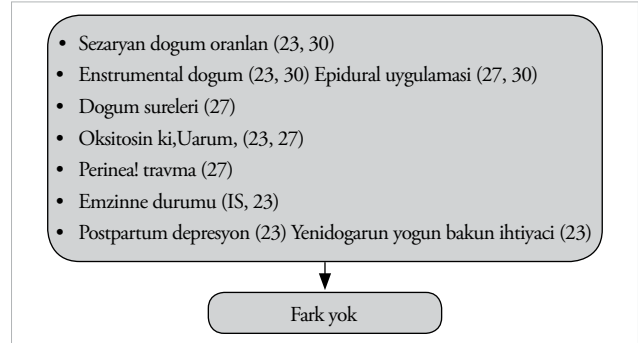 • Sezaryan dogum oranlan (23, 30)
• Enstrumental dogum (23, 30) Epidural uygulamasi (27, 30)
• Dogum sureleri (27)
• Oksitosin ki,Uarum, (23, 27)
• Perinea! travma (27)
• Emzinne durumu (IS, 23)
• Postpartum depresyon (23) Yenidogarun yogun bakun ihtiyaci (23)
Fark yok